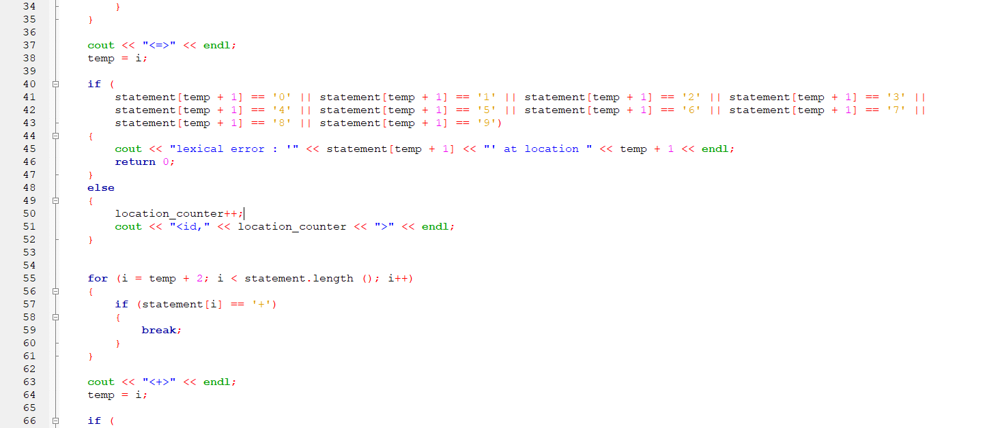 34             }
35         }
36
37         cout << "<=>" << endl;
38         temp = i;
39
40         if (
41             statement[temp + 1] == '0' || statement[temp + 1] == '1' || statement[temp + 1] == '2' || statement[temp + 1] == '3' ||
42             statement[temp + 1] == '4' || statement[temp + 1] == '5' || statement[temp + 1] == '6' || statement[temp + 1] == '7' ||
43             statement[temp + 1] == '8' || statement[temp + 1] == '9')
44         {
45             cout << "lexical error : '" << statement[temp + 1] << "' at location " << temp + 1 << endl;
46             return 0;
47         }
48         else
49         {
50             location_counter++;
51             cout << "<id," << location_counter << ">" << endl;
52         }
53
54
55         for (i = temp + 2; i < statement.length (); i++)
56         {
57             if (statement[i] == '+')
58             {
59                 break;
60             }
61         }
62
63         cout << "<+>" << endl;
64         temp = i;
65
66         if (